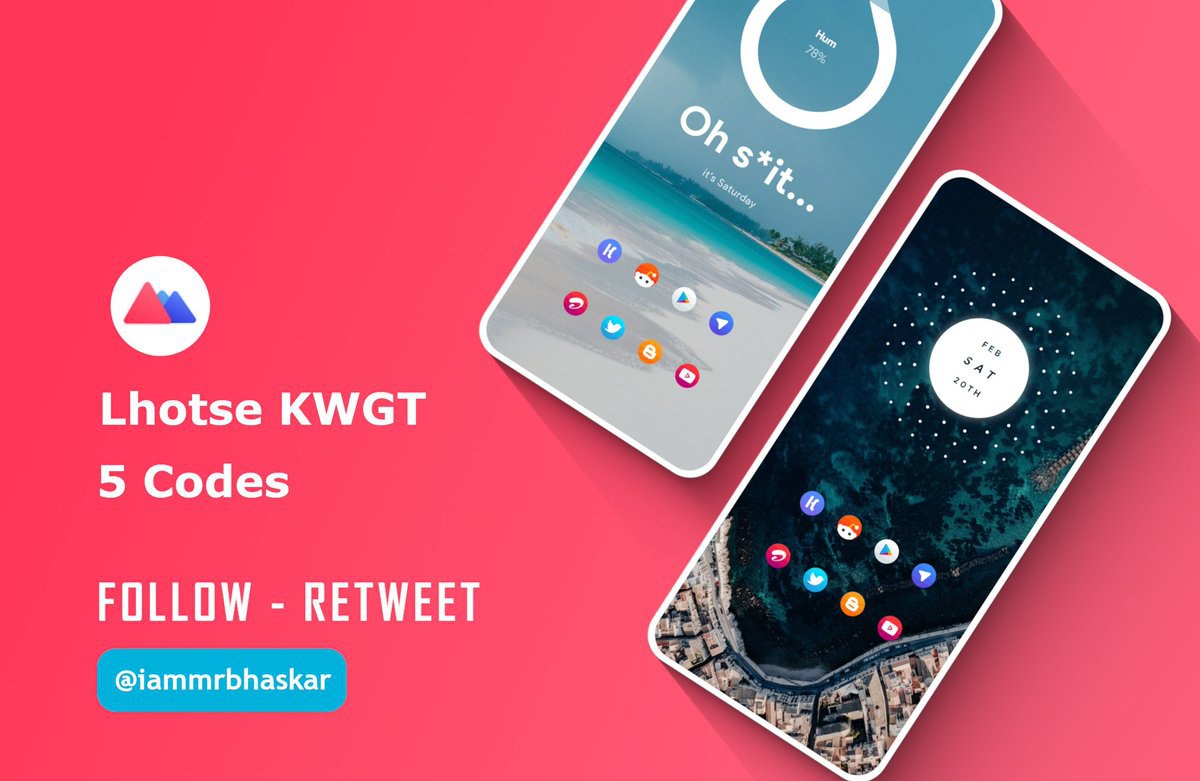 Hum
78%
Oh s*it...
it's Saturday
FEB
SAT
20TH
Lhotse KWGT
5 Codes
FOLLOW - RETWEET
@iammrbhaskar